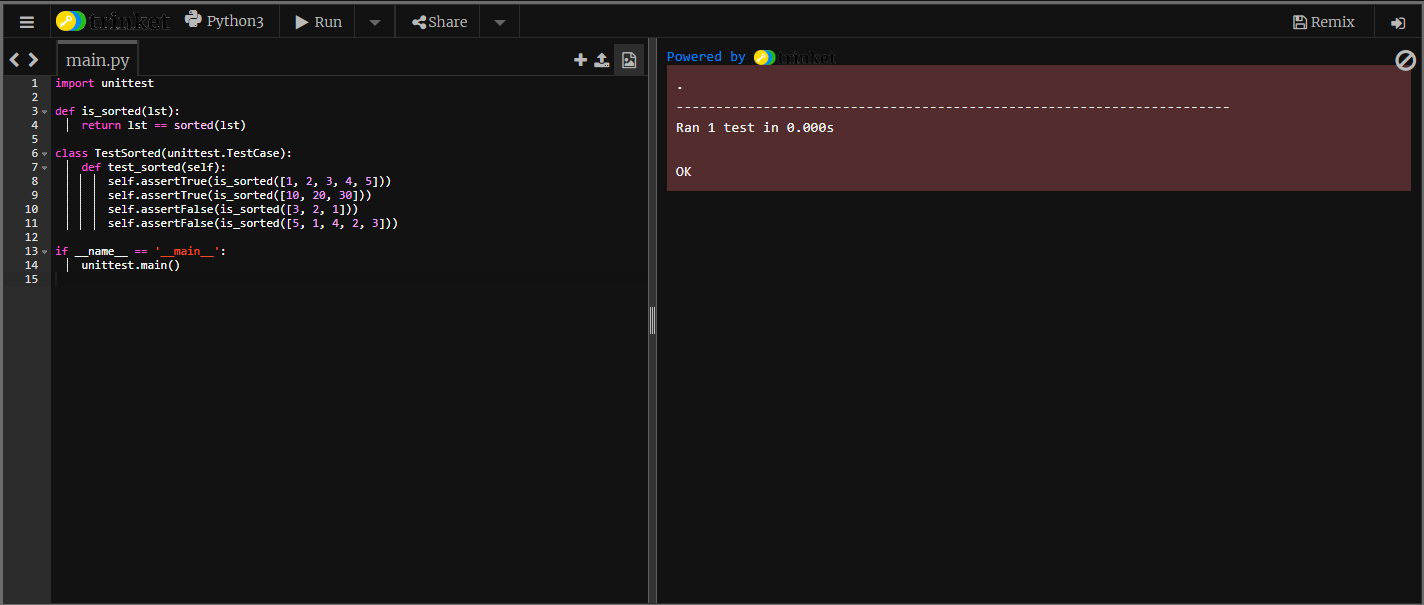 trinket Python3 Run Share Remix
main.py
1 import unittest
2
3 def is_sorted(lst):
4 return lst == sorted(lst)
5
6 class TestSorted(unittest.TestCase):
7 def test_sorted(self):
8 self.assertTrue(is_sorted([1, 2, 3, 4, 5]))
9 self.assertTrue(is_sorted([10, 20, 30]))
10 self.assertFalse(is_sorted([3, 2, 1]))
11 self.assertFalse(is_sorted([5, 1, 4, 2, 3]))
12
13 if __name__ == '__main__':
14 unittest.main()
15
Powered by trinket
.
----------------------------------------------------------------------
Ran 1 test in 0.000s
OK